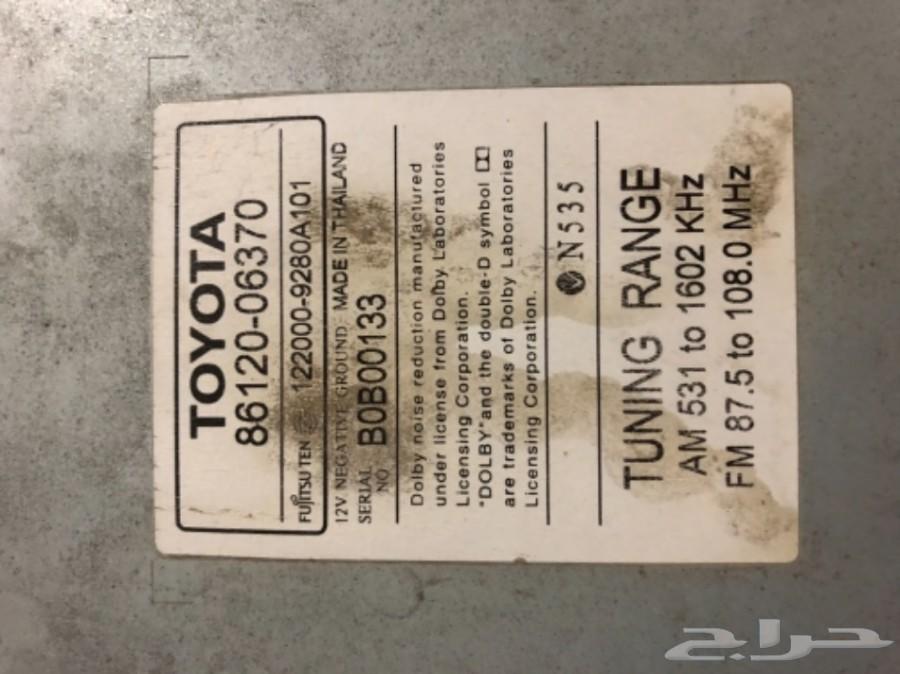 TOYOTA
86120-06370
FUJITSU TEN 122000-9280A101
12V NEGATIVE GROUND MADE IN THAILAND
SERIAL NO B0B00133
Dolby noise reduction manufactured
under license from Dolby Laboratories
Licensing Corporation.
"DOLBY" and the double-D symbol
are trademarks of Dolby Laboratories
Licensing Corporation.
N535
TUNING RANGE
AM 531 to 1602 KHz
FM 87.5 to 108.0 MHz
حراج